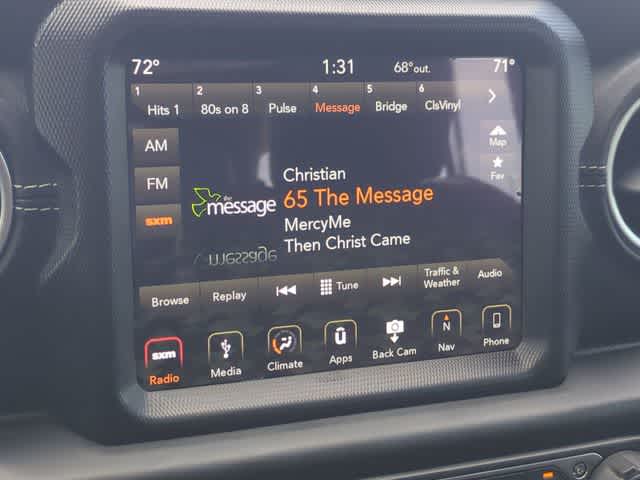 72° 1:31 68° out. 71°
1 Hits 1 2 80s on 8 3 Pulse 4 Message 5 Bridge 6 ClsVinyl
AM
FM
sxm
the message
Christian
65 The Message
MercyMe
Then Christ Came
Map
Fav
Browse Replay Tune Traffic & Weather Audio
sxm Radio Media Climate Apps Back Cam N Nav Phone